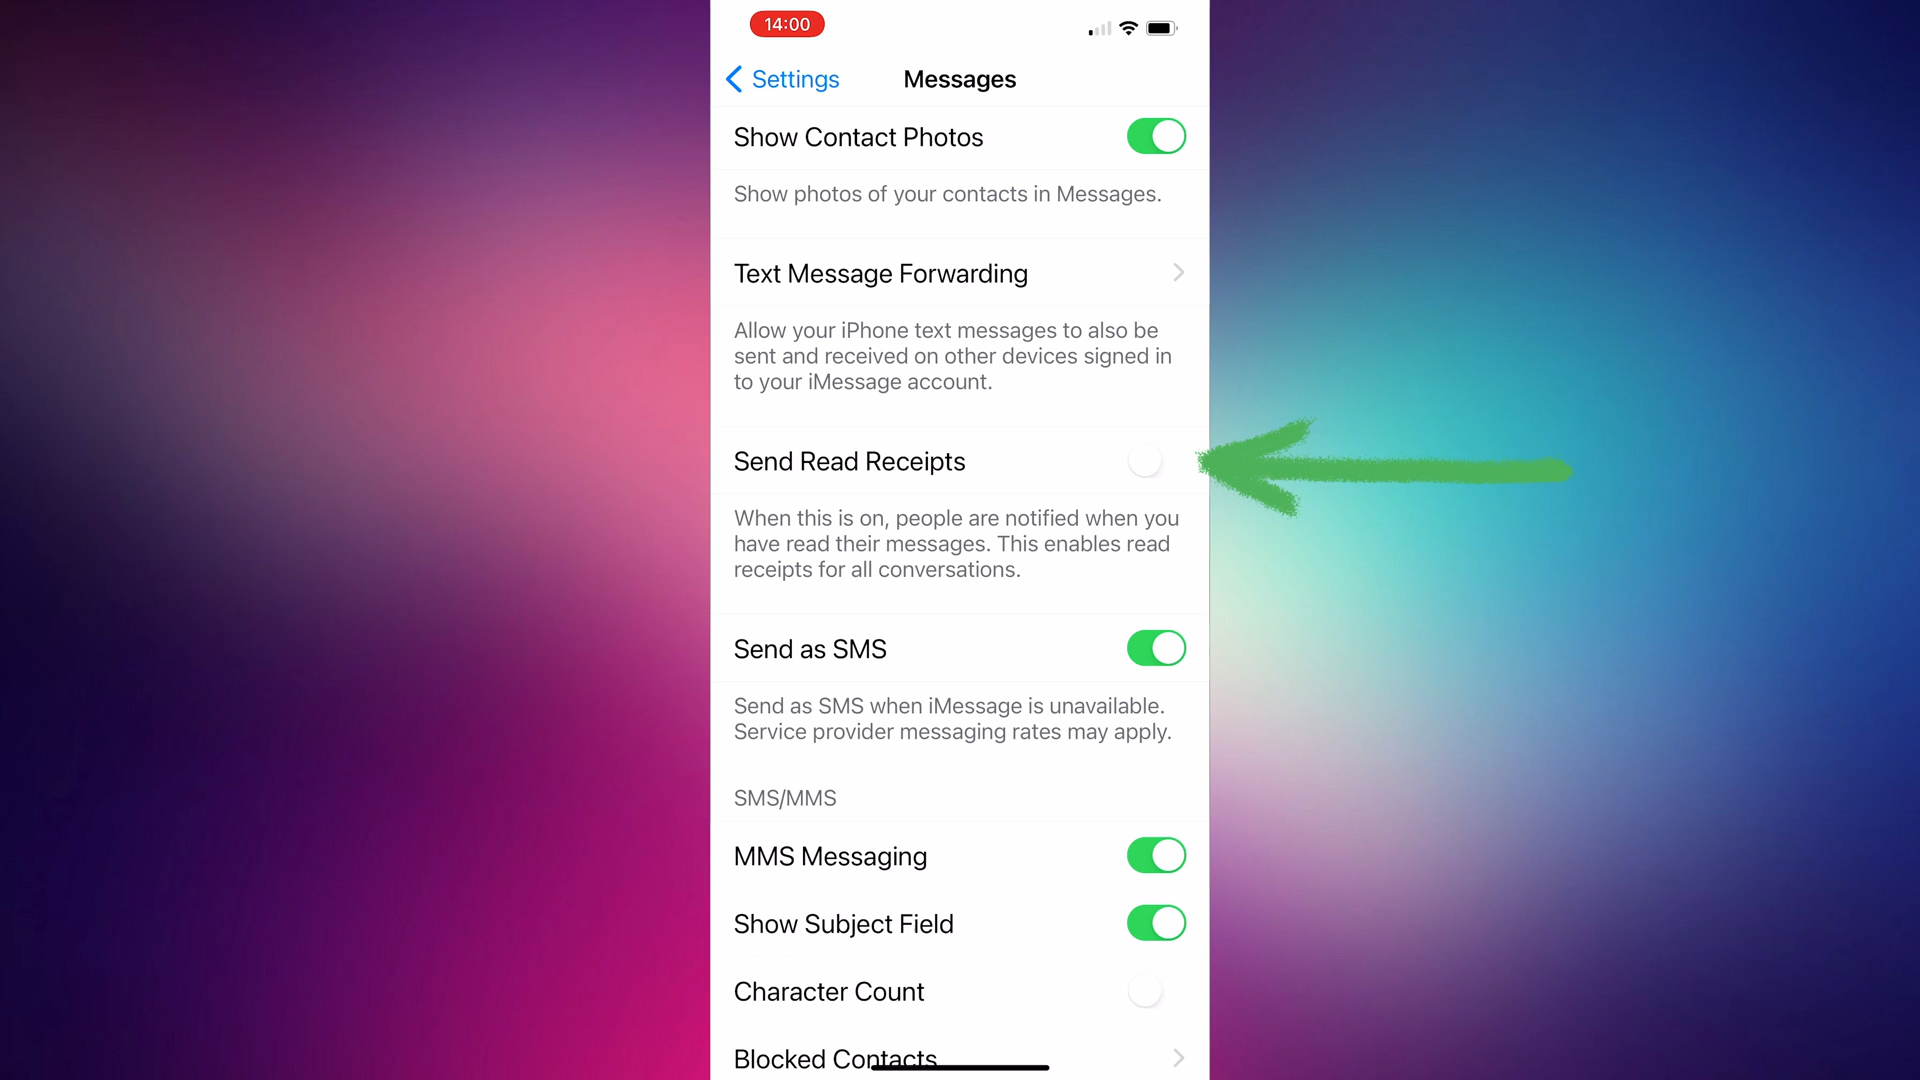 14:00
Settings
Messages
Show Contact Photos
Show photos of your contacts in Messages.
Text Message Forwarding
Allow your iPhone text messages to also be
sent and received on other devices signed in
to your iMessage account.
Send Read Receipts
When this is on, people are notified when you
have read their messages. This enables read
receipts for all conversations.
Send as SMS
Send as SMS when iMessage is unavailable.
Service provider messaging rates may apply.
SMS/MMS
MMS Messaging
Show Subject Field
Character Count
Blocked Contacts